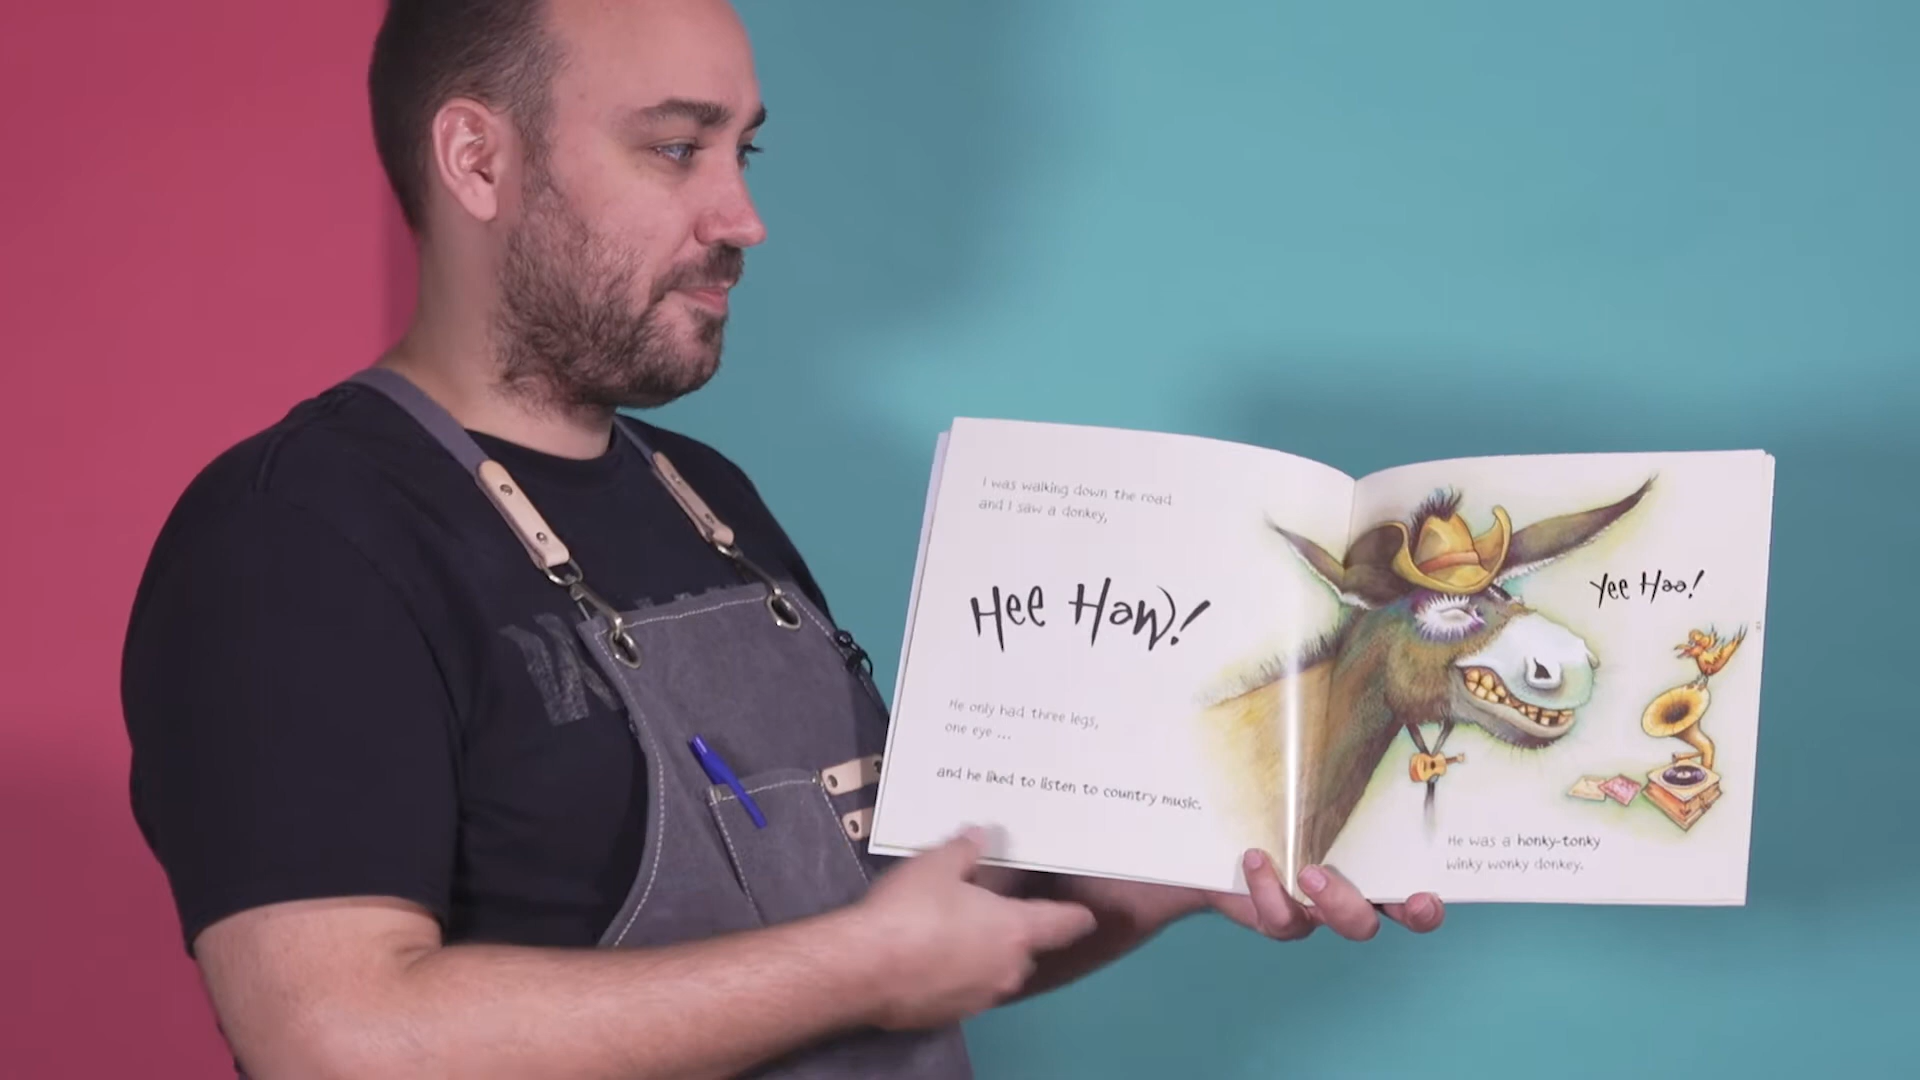 I was walking down the road
and I saw a donkey,
Hee Haw!
He only had three legs,
one eye ...
and he liked to listen to country music.
Yee Haa!
He was a honky-tonky
winky wonky donkey.